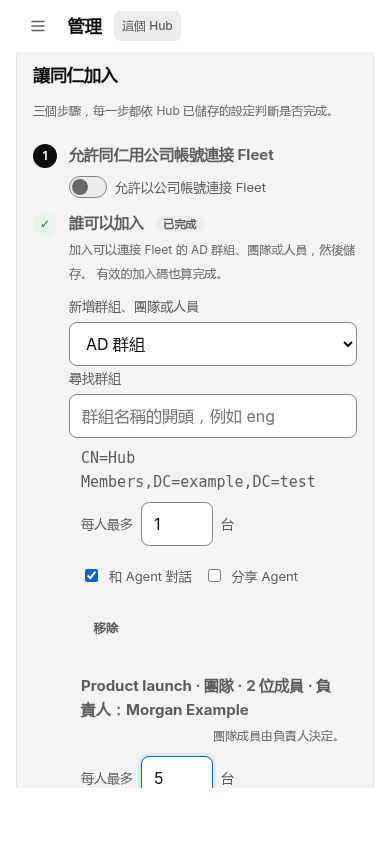 管理
這個 Hub
讓同仁加入
三個步驟，每一步都依 Hub 已儲存的設定判斷是否完成。
1
允許同仁用公司帳號連接 Fleet
允許以公司帳號連接 Fleet
✓
誰可以加入
已完成
加入可以連接 Fleet 的 AD 群組、團隊或人員，然後儲
存。 有效的加入碼也算完成。
新增群組、團隊或人員
AD 群組
尋找群組
群組名稱的開頭，例如 eng
CN=Hub
Members,DC=example,DC=test
每人最多 1 台
和 Agent 對話 分享 Agent
移除
Product launch · 團隊 · 2 位成員 · 負
責人：Morgan Example
團隊成員由負責人決定。
每人最多 5 台